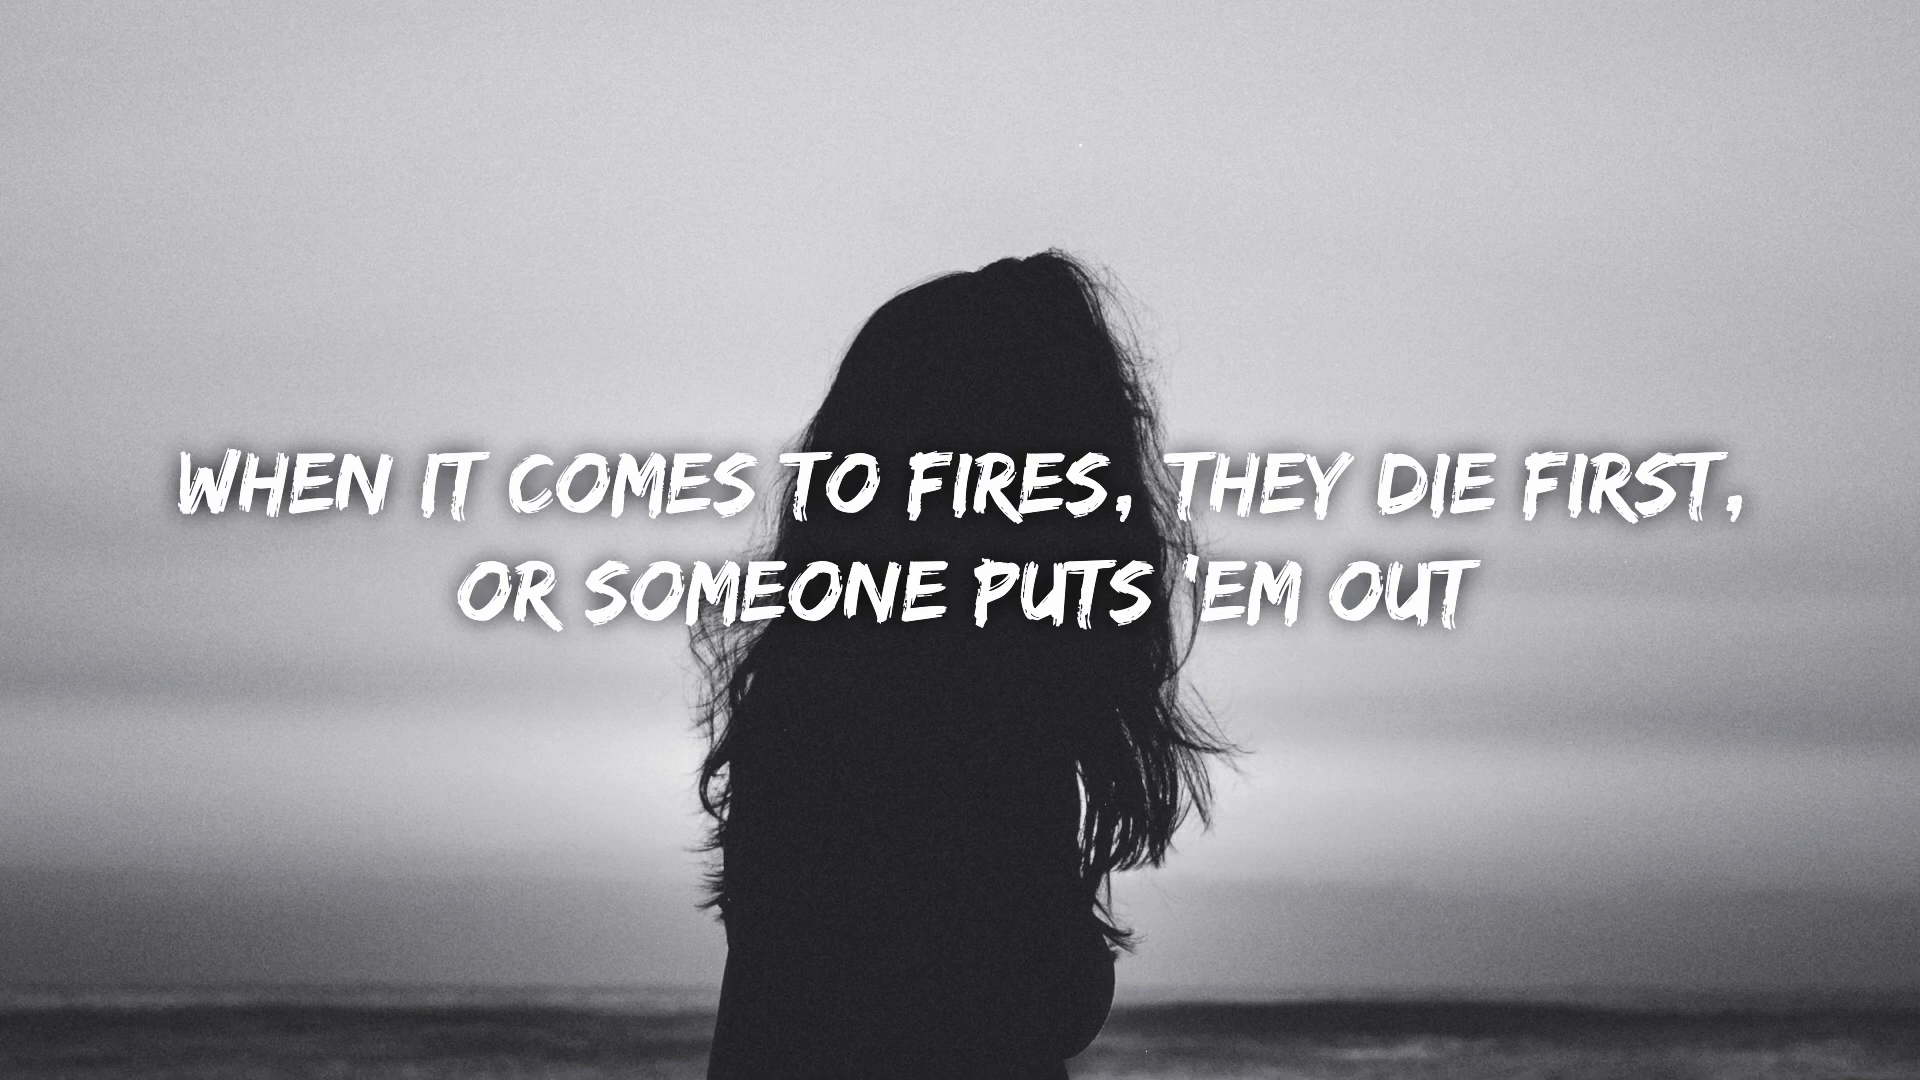 WHEN IT COMES TO FIRES, THEY DIE FIRST,
OR SOMEONE PUTS 'EM OUT